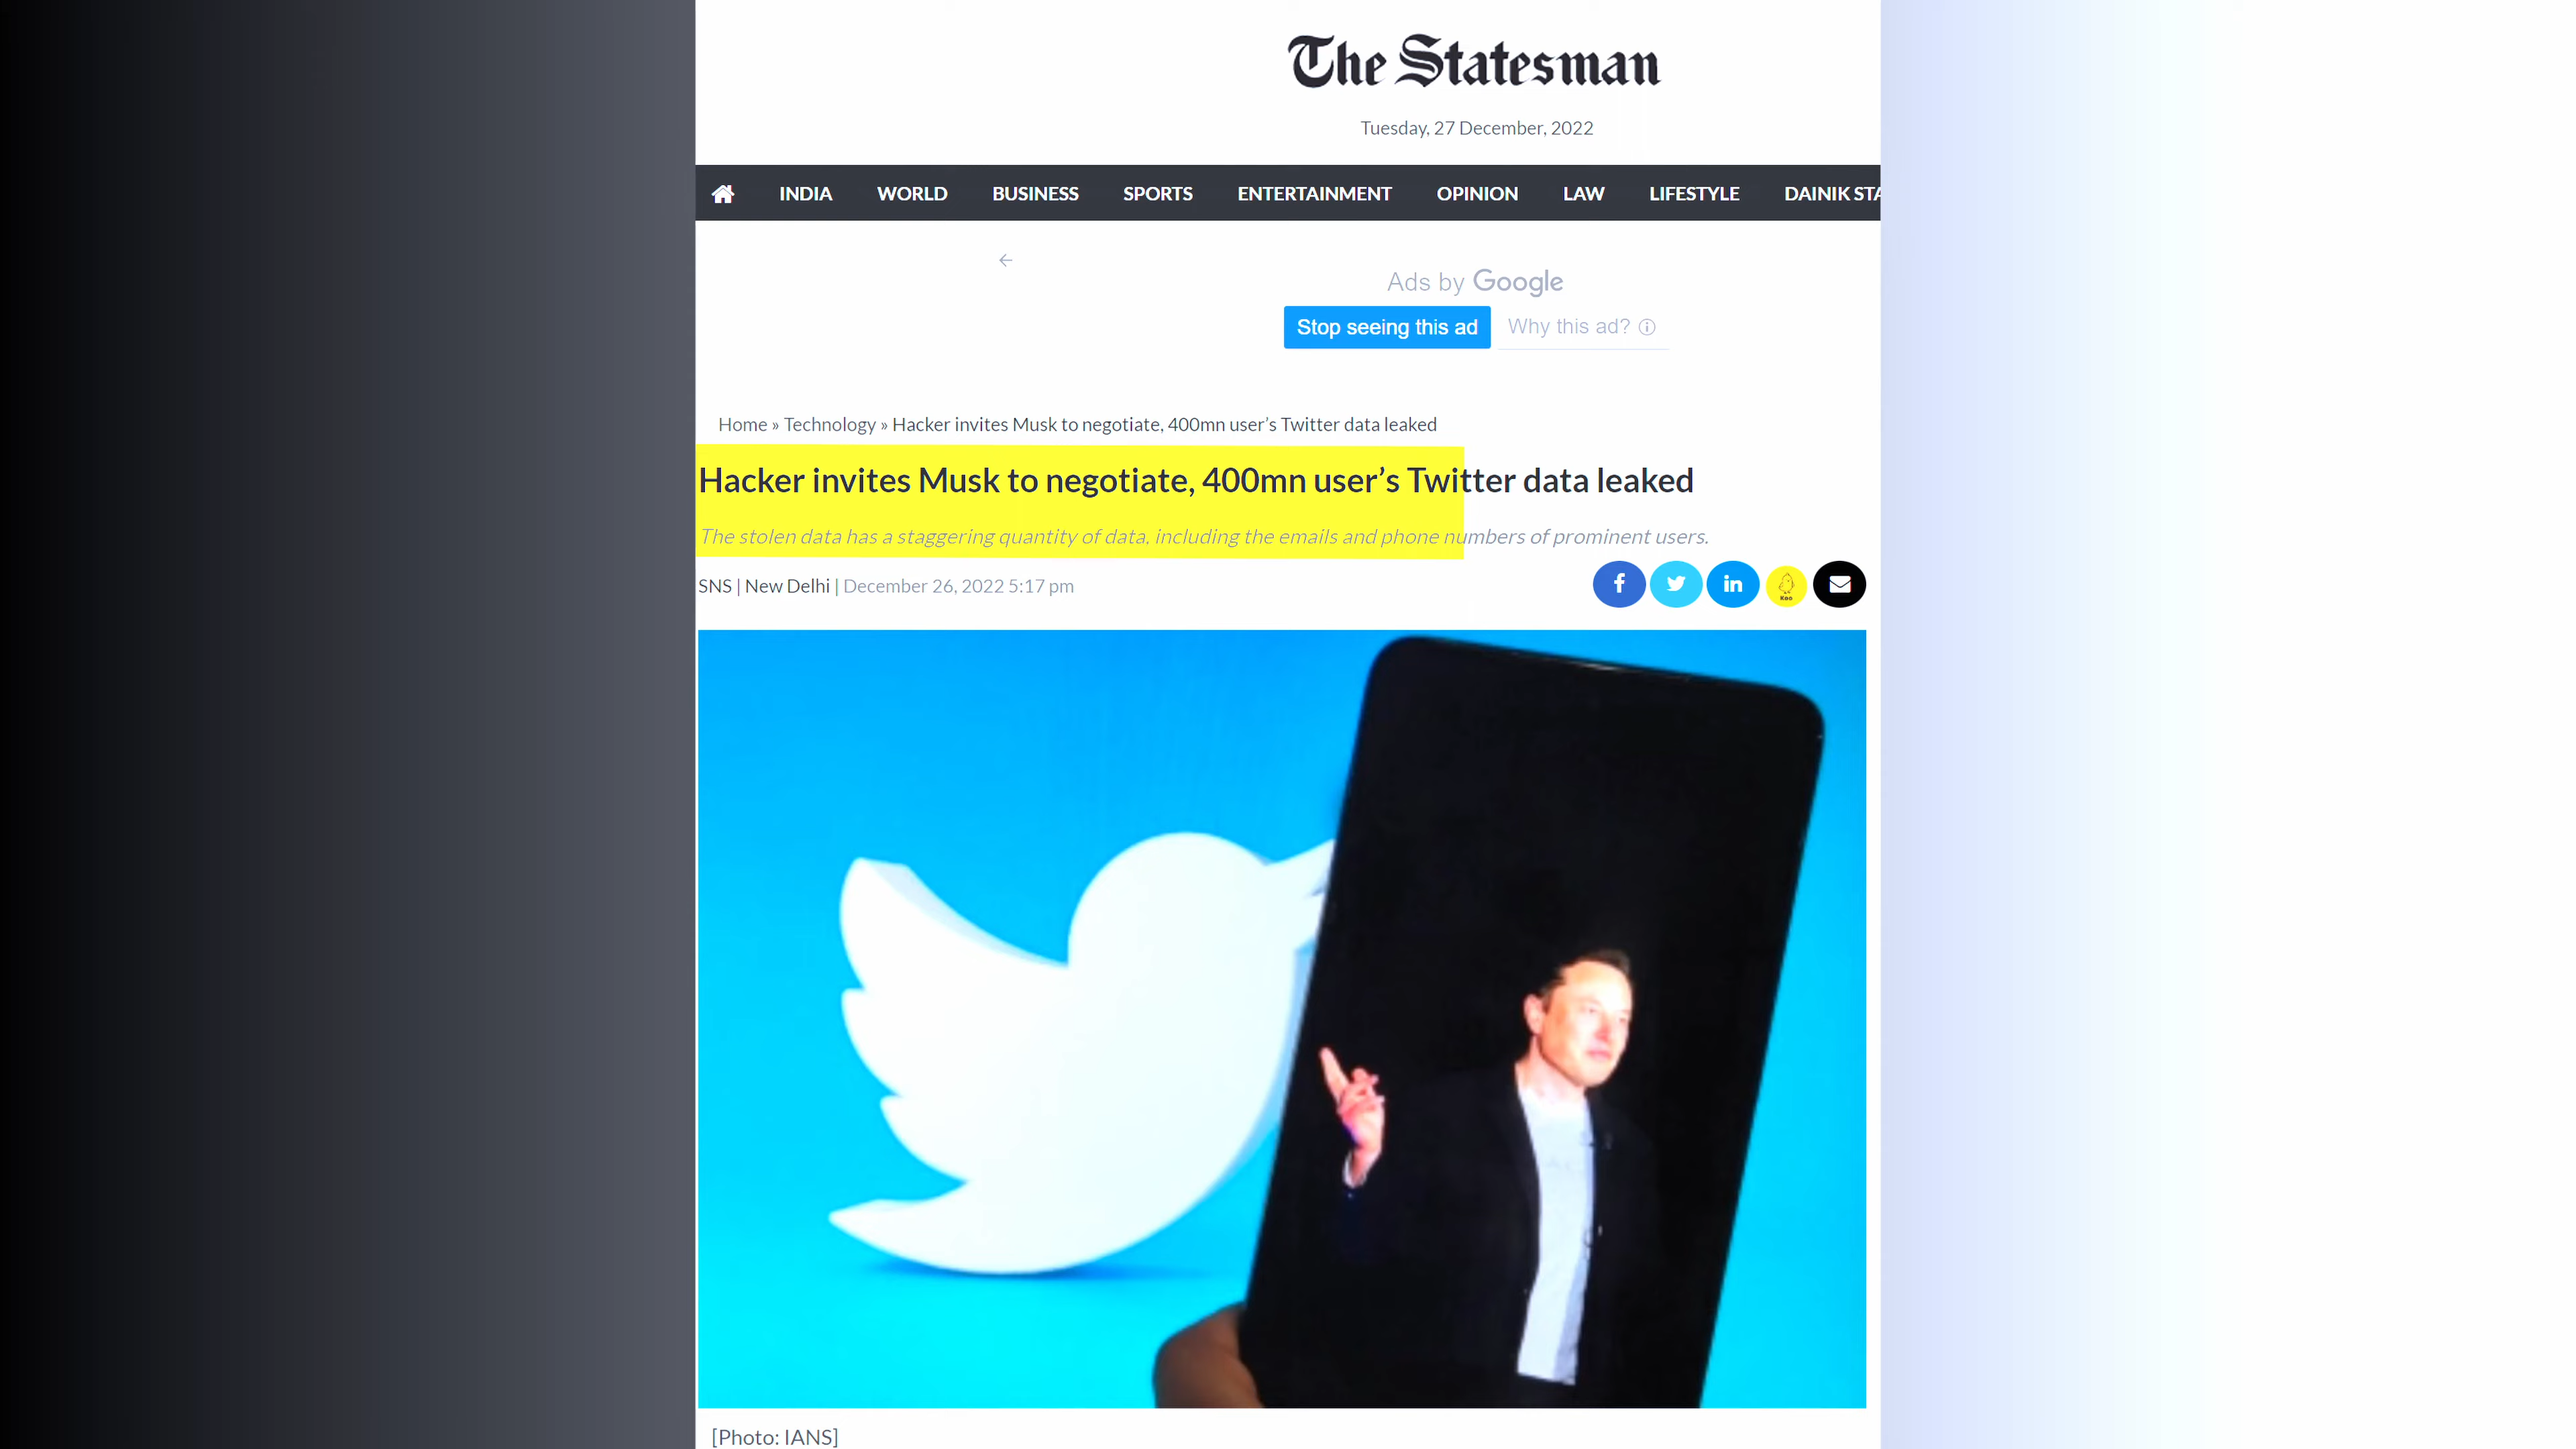 The Statesman
Tuesday, 27 December, 2022
INDIA WORLD BUSINESS SPORTS ENTERTAINMENT OPINION LAW LIFESTYLE DAINIK STA
Ads by Google
Stop seeing this ad Why this ad?
Home » Technology » Hacker invites Musk to negotiate, 400mn user’s Twitter data leaked
Hacker invites Musk to negotiate, 400mn user’s Twitter data leaked
The stolen data has a staggering quantity of data, including the emails and phone numbers of prominent users.
SNS | New Delhi | December 26, 2022 5:17 pm
f in Koo
[Photo: IANS]